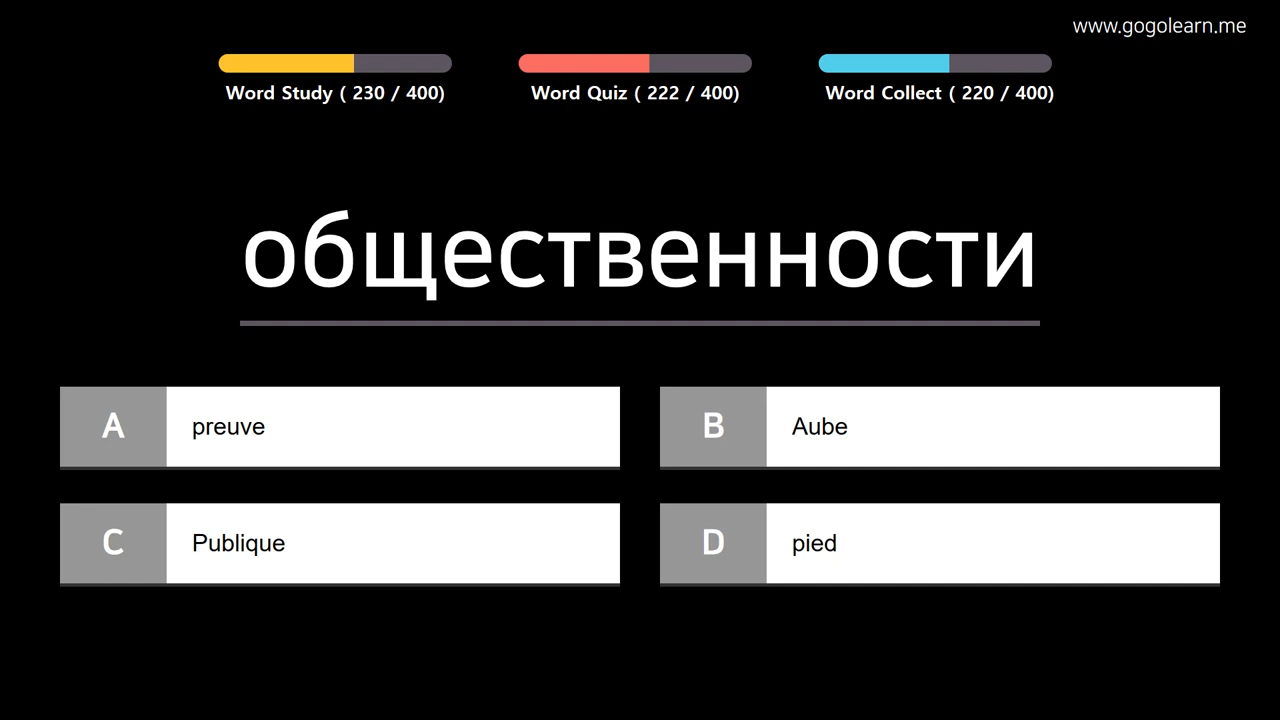 www.gogolearn.me
Word Study ( 230 / 400)
Word Quiz ( 222 / 400)
Word Collect ( 220 / 400)
общественности
A preuve
B Aube
C Publique
D pied